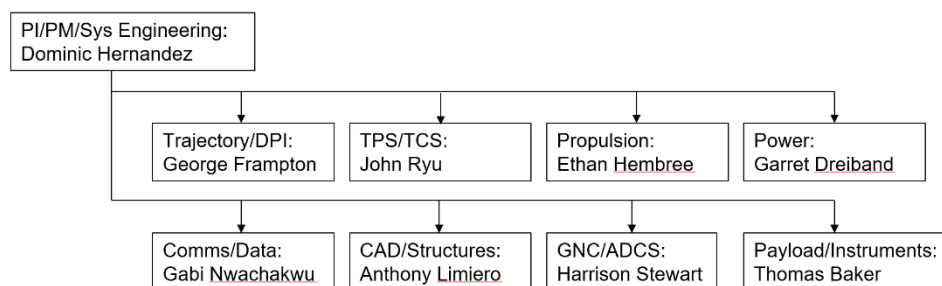 PI/PM/Sys Engineering:
Dominic Hernandez
Trajectory/DPI:
George Frampton
TPS/TCS:
John Ryu
Propulsion:
Ethan Hembree
Power:
Garret Dreiband
Comms/Data:
Gabi Nwachakwu
CAD/Structures:
Anthony Limiero
GNC/ADCS:
Harrison Stewart
Payload/Instruments:
Thomas Baker